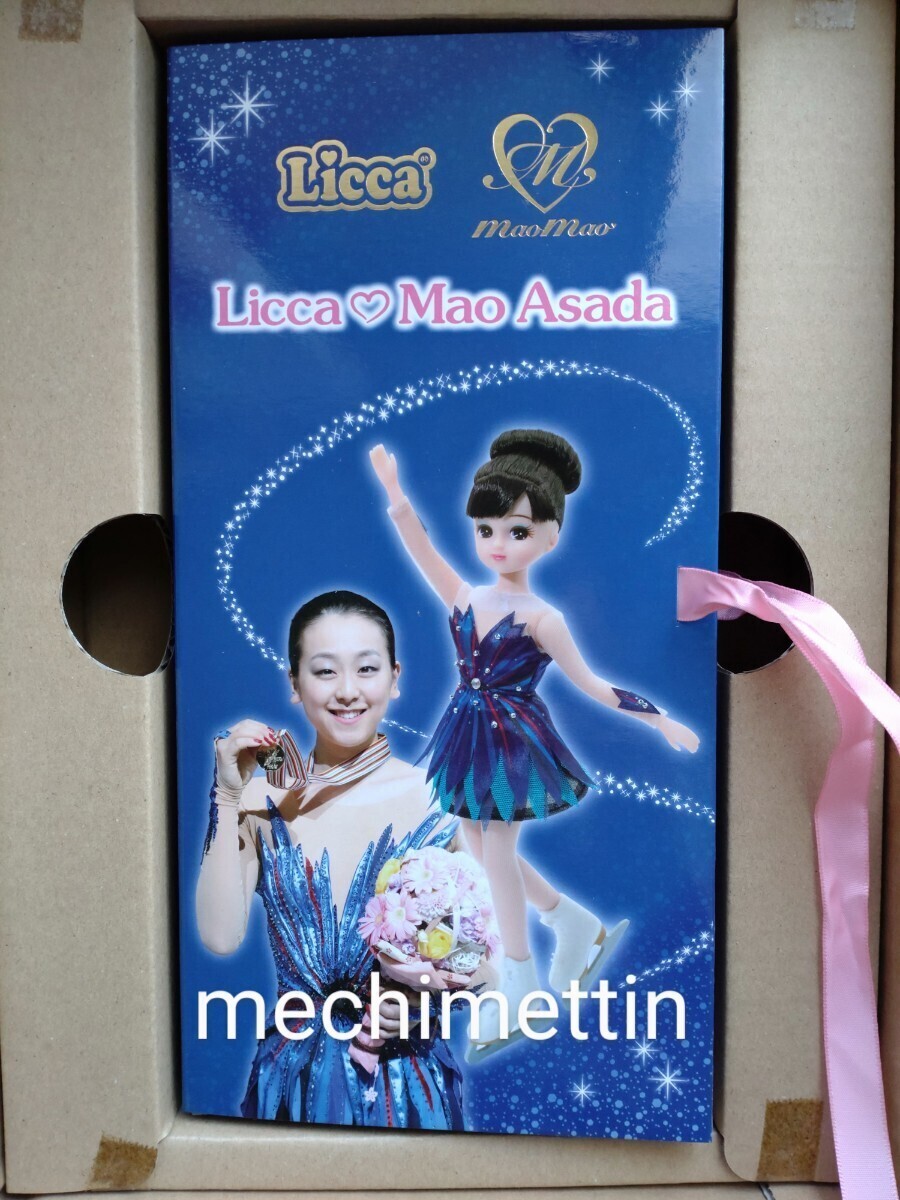 Licca
M
maomao
Licca♡Mao Asada
mechimettin